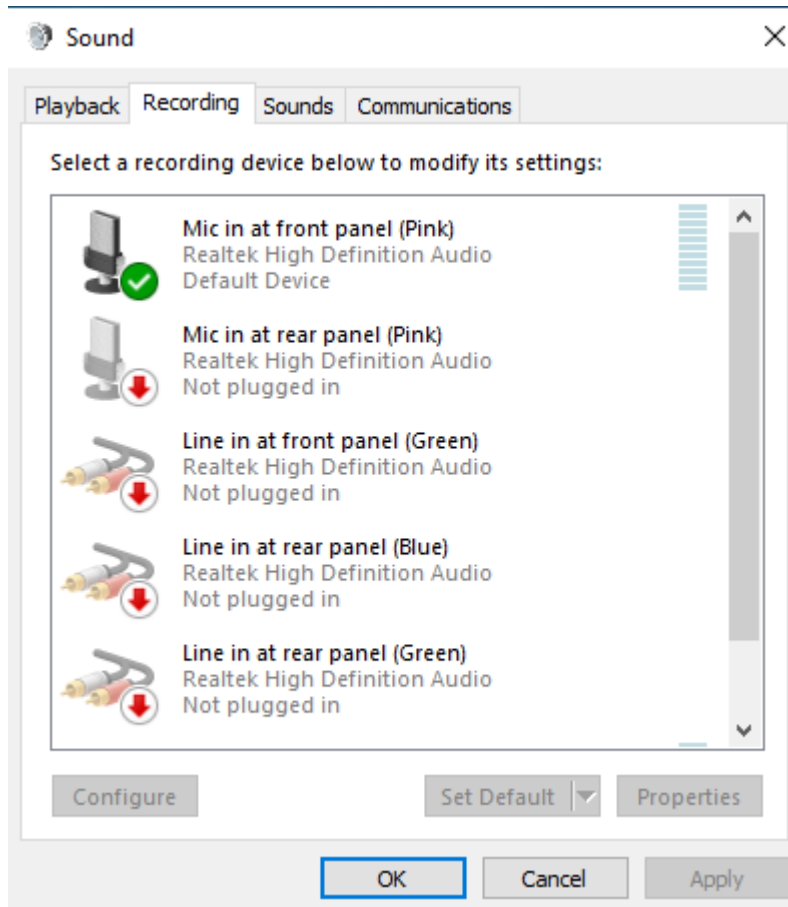 Sound
Playback Recording Sounds Communications
Select a recording device below to modify its settings:
Mic in at front panel (Pink)
Realtek High Definition Audio
Default Device
Mic in at rear panel (Pink)
Realtek High Definition Audio
Not plugged in
Line in at front panel (Green)
Realtek High Definition Audio
Not plugged in
Line in at rear panel (Blue)
Realtek High Definition Audio
Not plugged in
Line in at rear panel (Green)
Realtek High Definition Audio
Not plugged in
Configure Set Default Properties
OK Cancel Apply